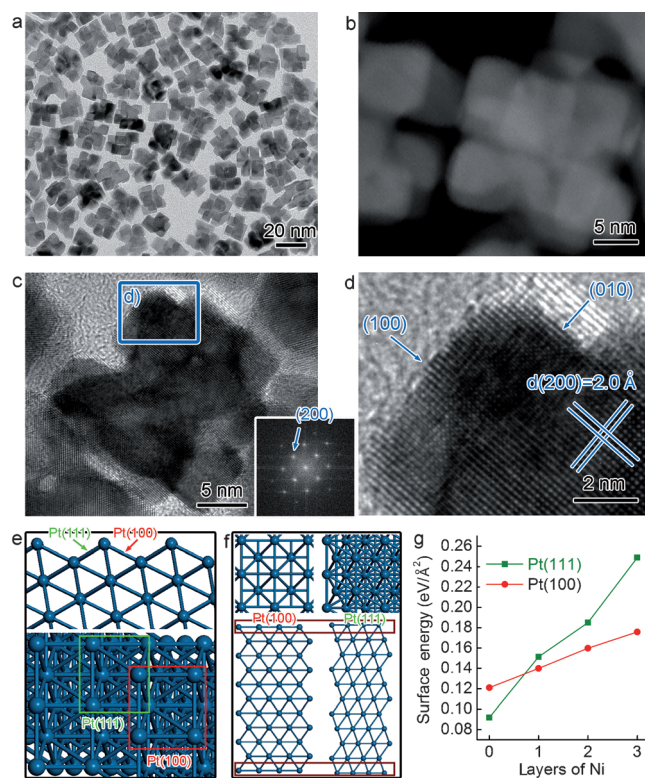 a
20 nm
b
5 nm
c
d)
(200)
5 nm
d
(100)
(010)
d(200)=2.0 Å
2 nm
e
Pt(111) Pt(100)
Pt(111)
Pt(100)
f
Pt(100) Pt(111)
g
Surface energy (eV/Å²)
0.26
0.24
0.22
0.20
0.18
0.16
0.14
0.12
0.10
0.08
Pt(111)
Pt(100)
0 1 2 3
Layers of Ni